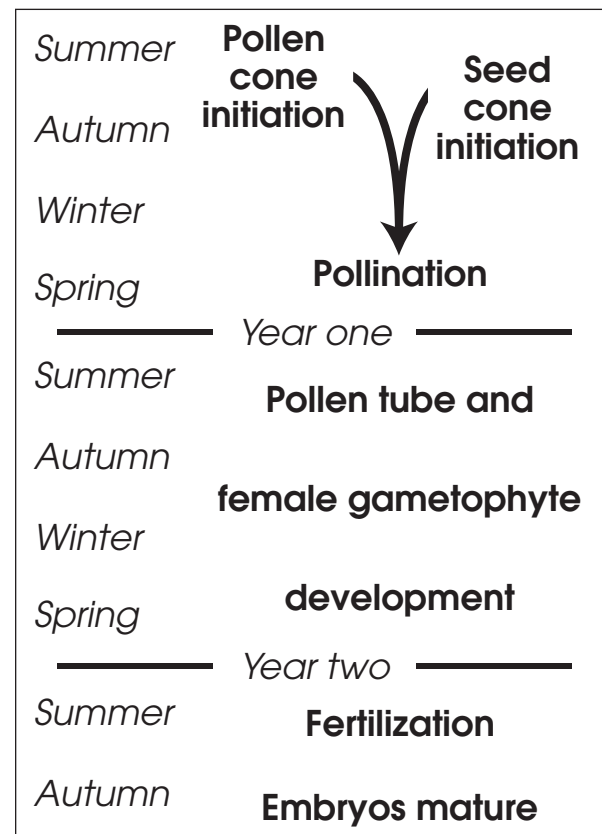 Summer
Pollen
cone
initiation
Seed
cone
initiation
Autumn
Winter
Spring
Pollination
Year one
Summer
Pollen tube and
Autumn
female gametophyte
Winter
development
Spring
Year two
Summer
Fertilization
Autumn
Embryos mature